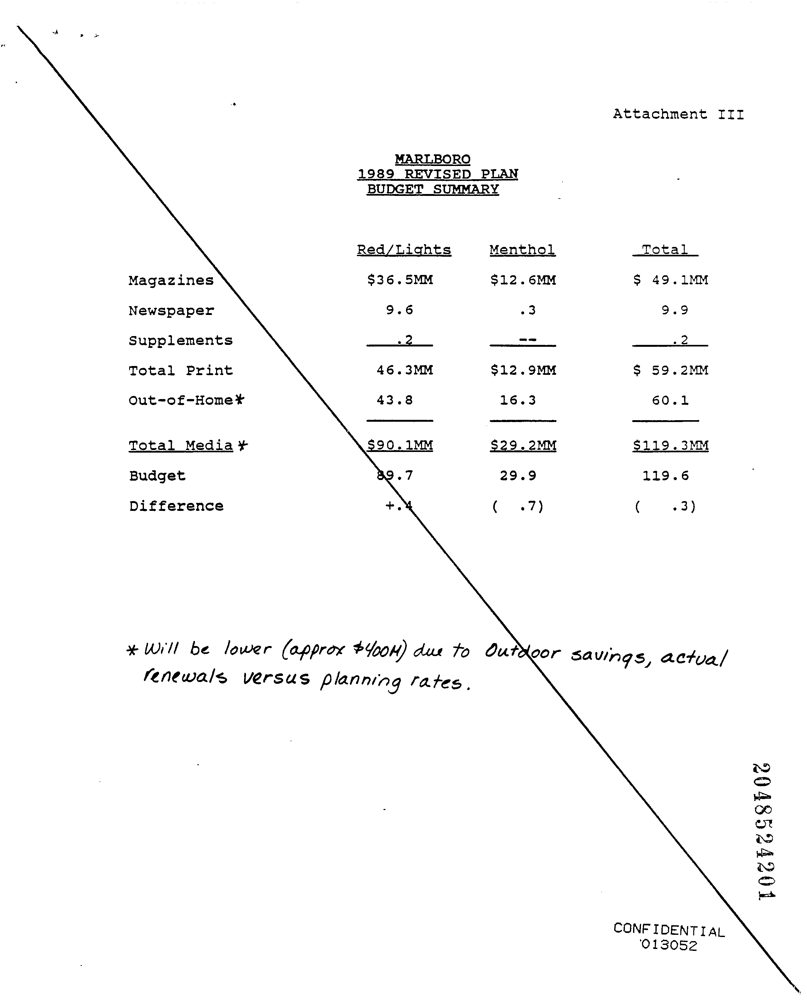 Attachment III
MARLBORO
1989 REVISED PLAN
BUDGET SUMMARY
Red/Lights Menthol Total
Magazines $36.5MM $12.6MM $ 49.1MM
Newspaper 9.6 .3 9.9
Supplements .2 -- .2
Total Print 46.3MM $12.9MM $ 59.2MM
Out-of-Home* 43.8 16.3 60.1
Total Media* $90.1MM $29.2MM $119.3MM
Budget 89.7 29.9 119.6
Difference +.4 ( .7) ( .3)
* Will be lower (approx $400M) due to Outdoor savings, actual
renewals versus planning rates.
2048524201
CONFIDENTIAL
013052